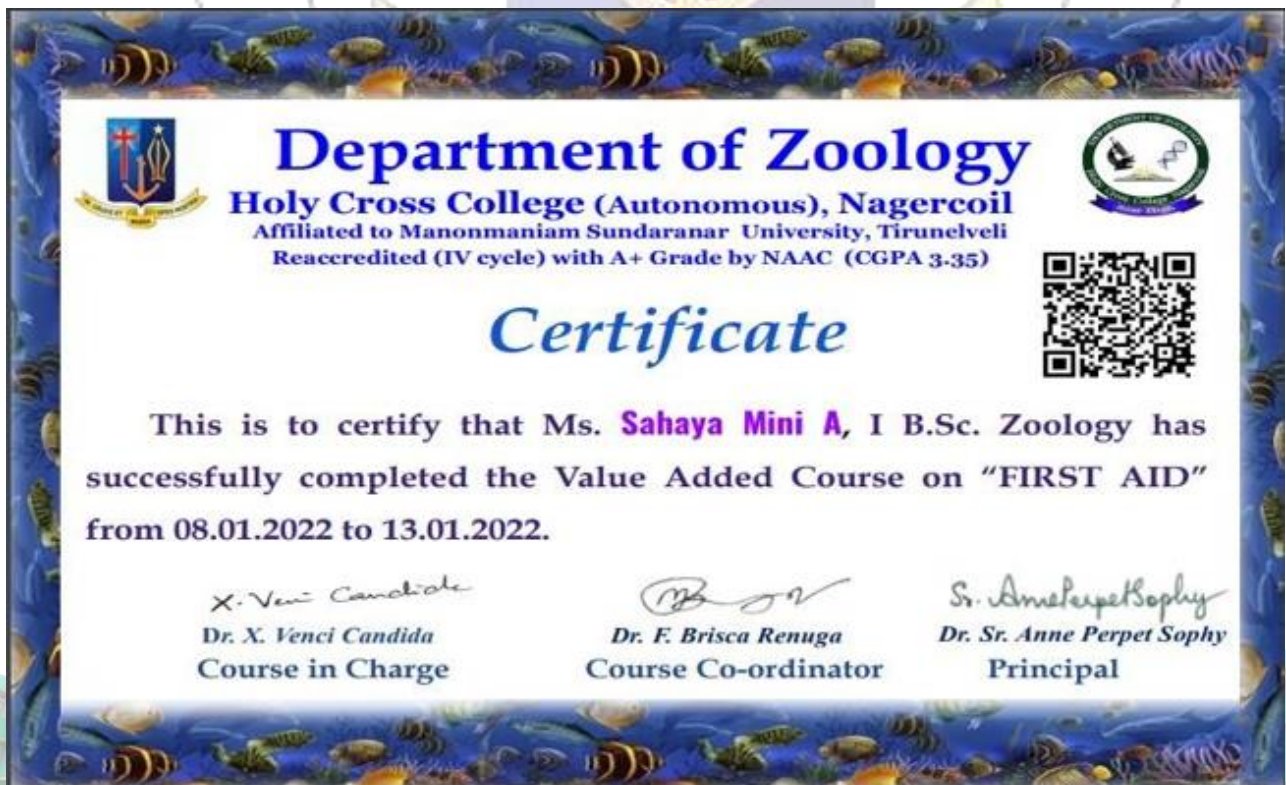 Department of Zoology
Holy Cross College (Autonomous), Nagercoil
Affiliated to Manonmaniam Sundaranar University, Tirunelveli
Reaccredited (IV cycle) with A+ Grade by NAAC (CGPA 3.35)
Certificate
This is to certify that Ms. Sahaya Mini A, I B.Sc. Zoology has
successfully completed the Value Added Course on “FIRST AID”
from 08.01.2022 to 13.01.2022.
X. Venci Candida
Sr. AnnePerpetSophy
Dr. X. Venci Candida
Dr. F. Brisca Renuga
Dr. Sr. Anne Perpet Sophy
Course in Charge
Course Co-ordinator
Principal